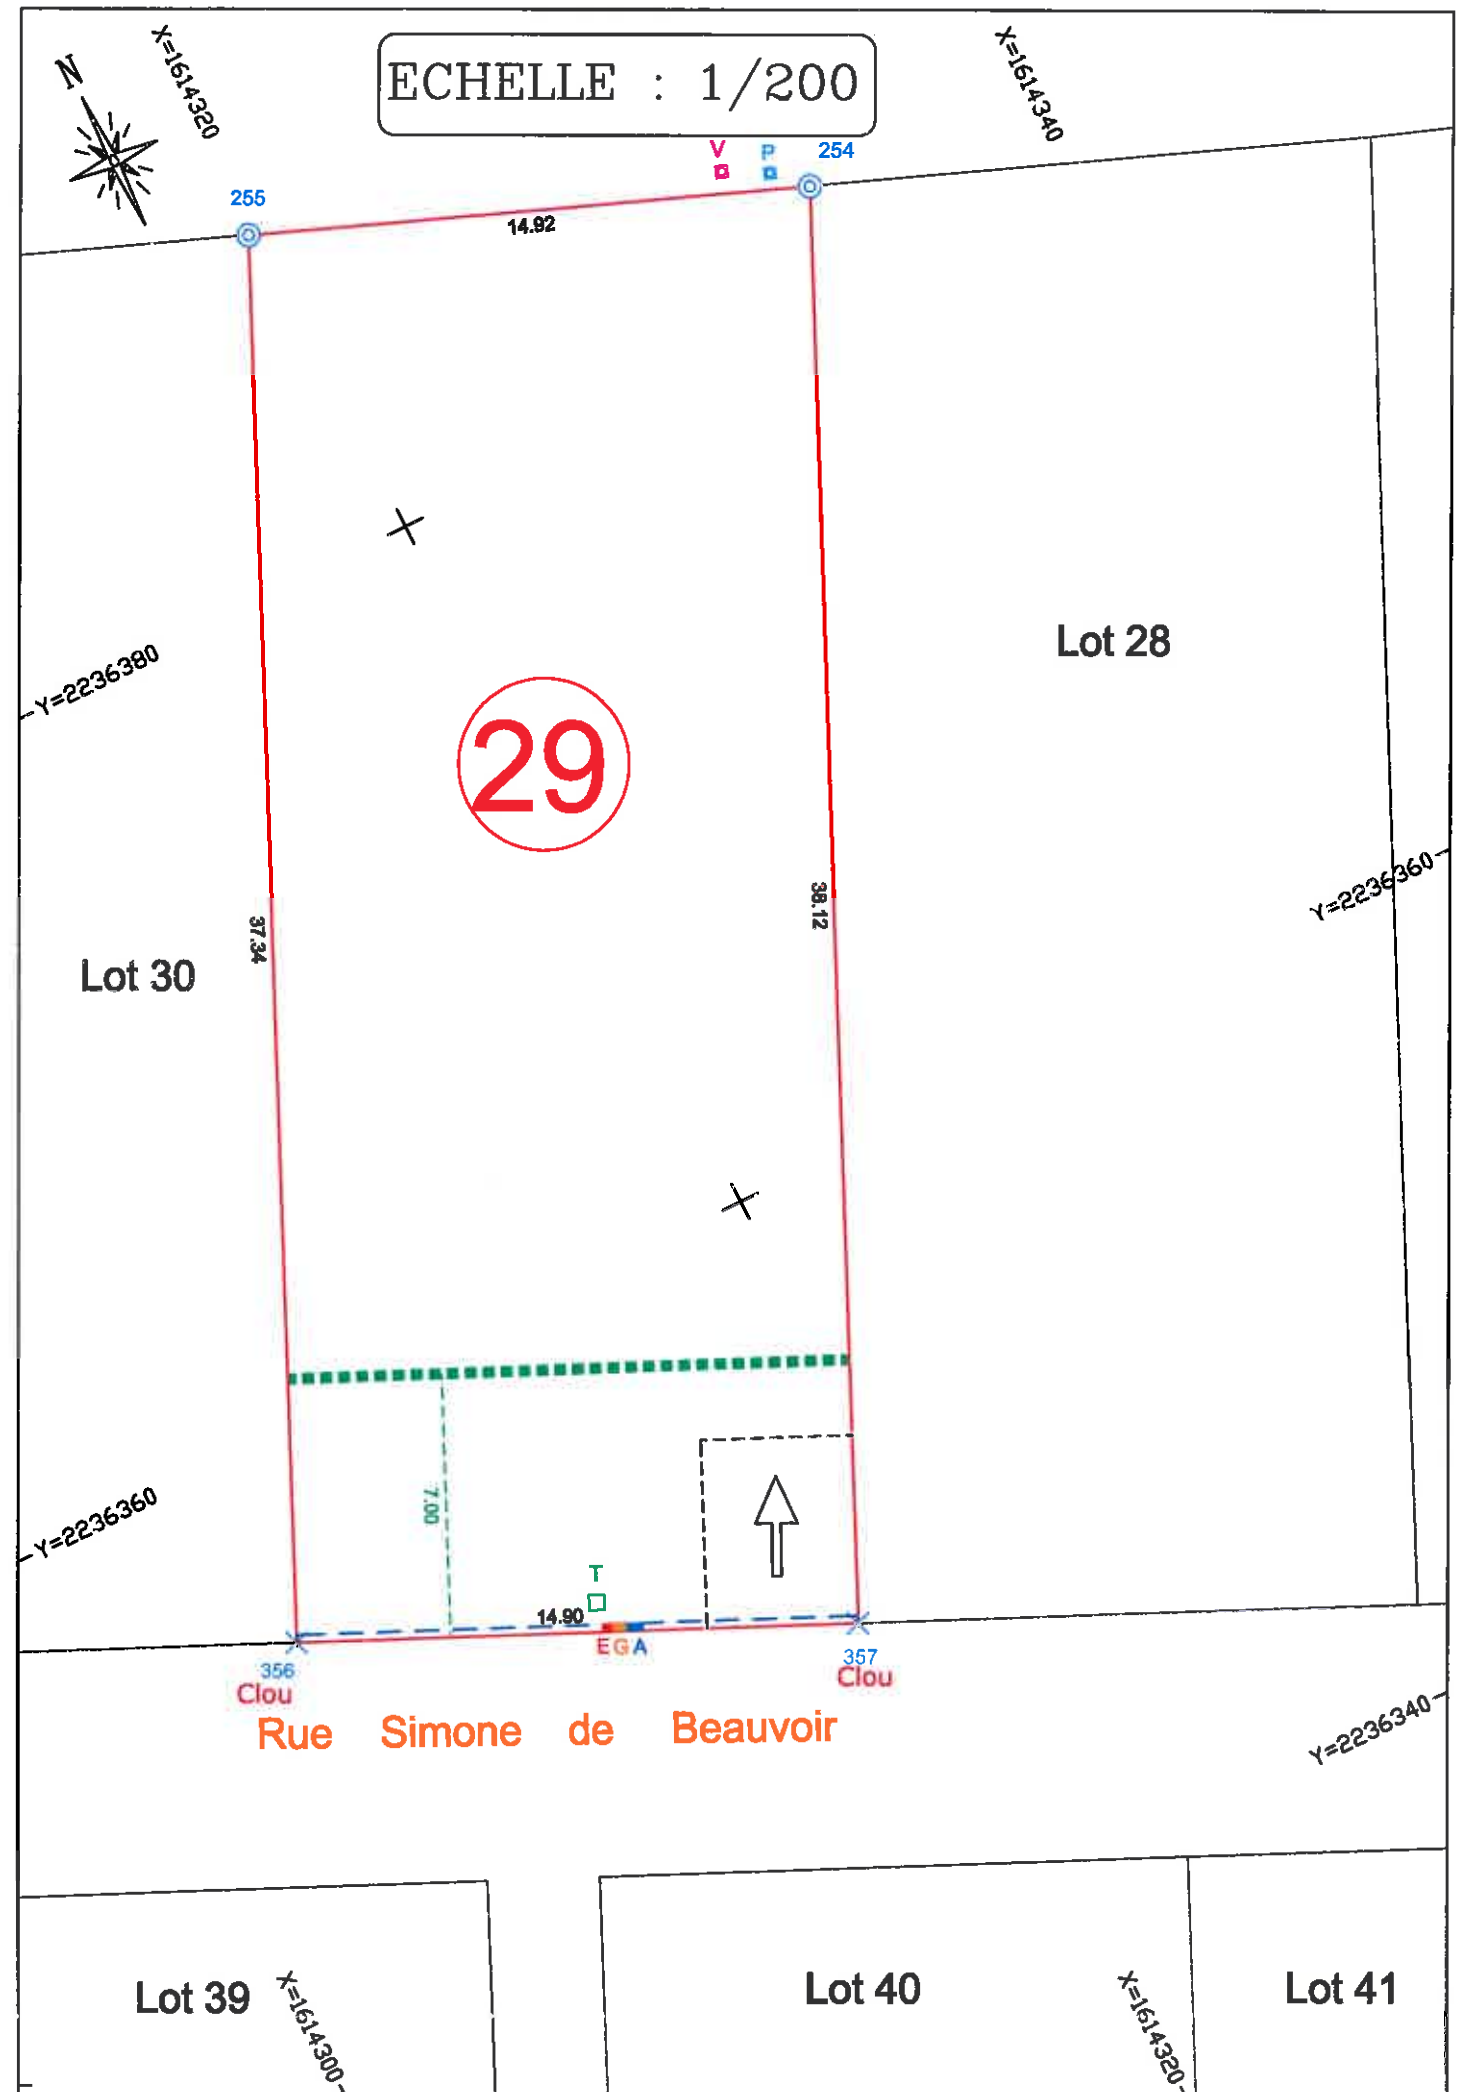 N
X=1614320
ECHELLE : 1/200
X=1614340
V
P
254
255
14.92
Lot 28
Y=2236380
29
Y=2236360
38.12
37.34
Lot 30
7.00
Y=2236360
T
14.90
E G A
356
Clou
357
Clou
Rue Simone de Beauvoir
Y=2236340
Lot 39
X=1614300
Lot 40
X=1614320
Lot 41